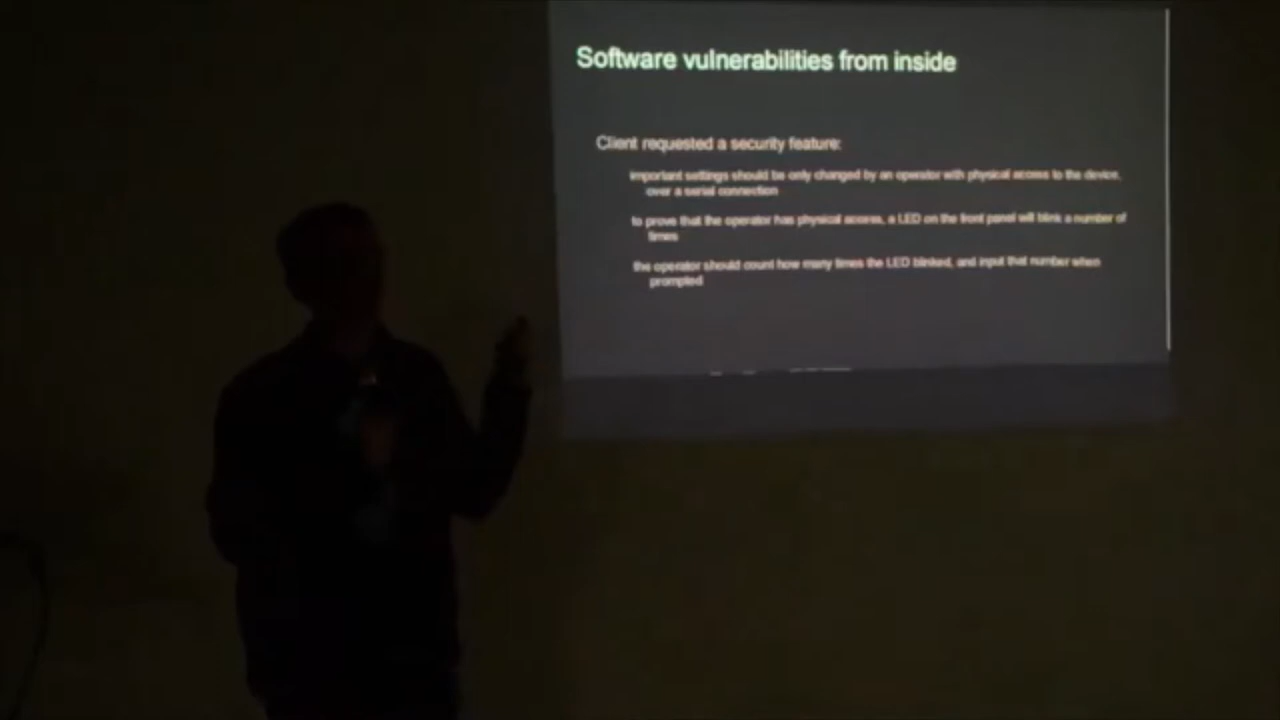 Software vulnerabilities from inside
Client requested a security feature:
important settings should be only changed by an operator with physical access to the device,
over a serial connection
to prove that the operator has physical access, a LED on the front panel will blink a number of
times
the operator should count how many times the LED blinked, and input that number when
prompted